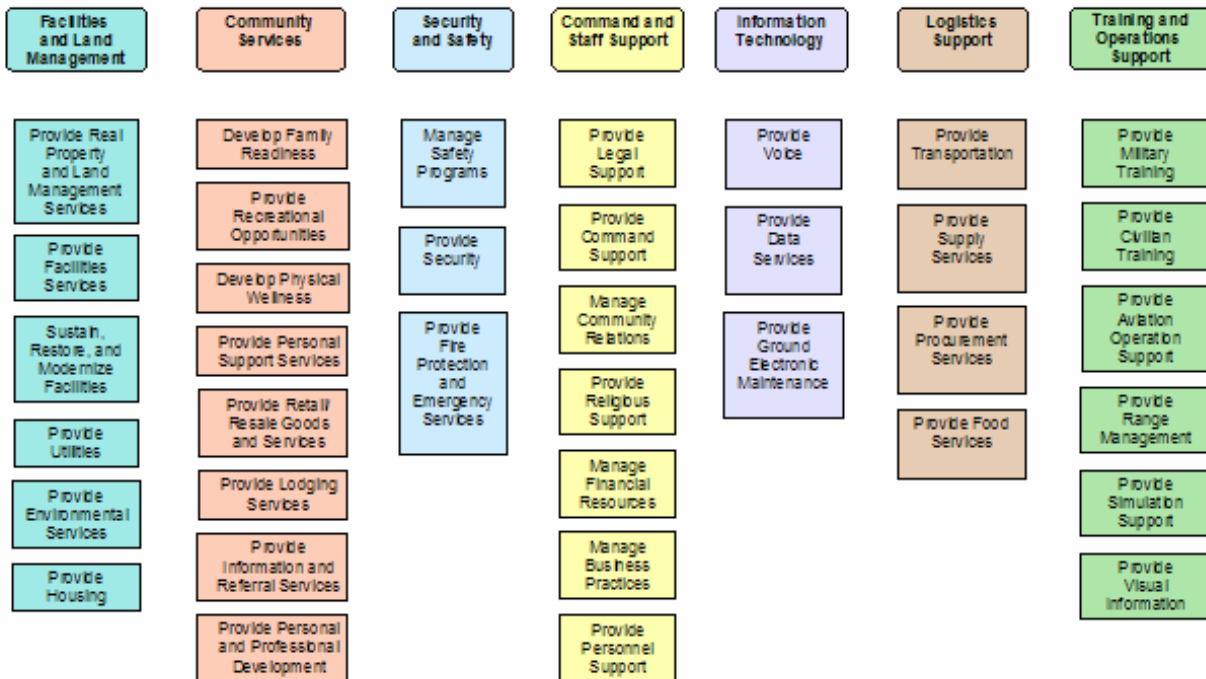 Facilities
and Land
Management
Community
Services
Security
and Safety
Command and
Staff Support
Information
Technology
Logistics
Support
Training and
Operations
Support
Provide Real
Property
and Land
Management
Services
Provide
Facilities
Services
Sustain,
Restore, and
Modernize
Facilities
Provide
Utilities
Provide
Environmental
Services
Provide
Housing
Develop Family
Readiness
Provide
Recreational
Opportunities
Develop Physical
Wellness
Provide Personal
Support Services
Provide Retail/
Resale Goods
and Services
Provide Lodging
Services
Provide
Information and
Referral Services
Provide Personal
and Professional
Development
Manage
Safety
Programs
Provide
Security
Provide
Fire
Protection
and
Emergency
Services
Provide
Legal
Support
Provide
Command
Support
Manage
Community
Relations
Provide
Religious
Support
Manage
Financial
Resources
Manage
Business
Practices
Provide
Personnel
Support
Provide
Voice
Provide
Data
Services
Provide
Ground
Electronic
Maintenance
Provide
Transportation
Provide
Supply
Services
Provide
Procurement
Services
Provide Food
Services
Provide
Military
Training
Provide
Civilian
Training
Provide
Aviation
Operation
Support
Provide
Range
Management
Provide
Simulation
Support
Provide
Visual
Information